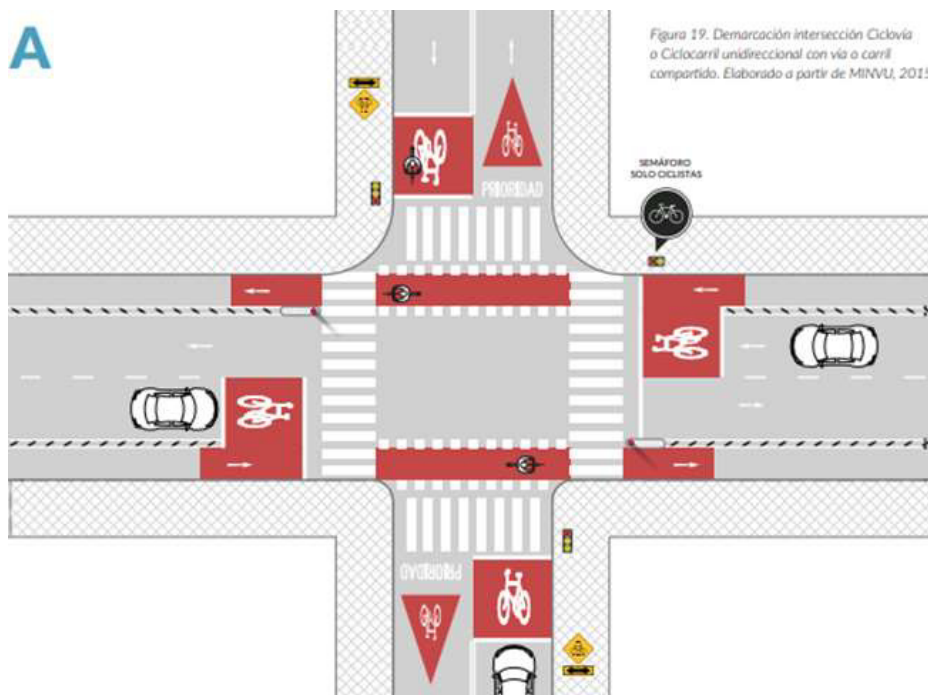 A
Figura 19. Demarcación intersección Ciclovía
o Ciclocarril unidireccional con vía o carril
compartido. Elaborado a partir de MINVU, 2015
SEMÁFORO
SOLO CICLISTAS
PRIORIDAD
PRIORIDAD